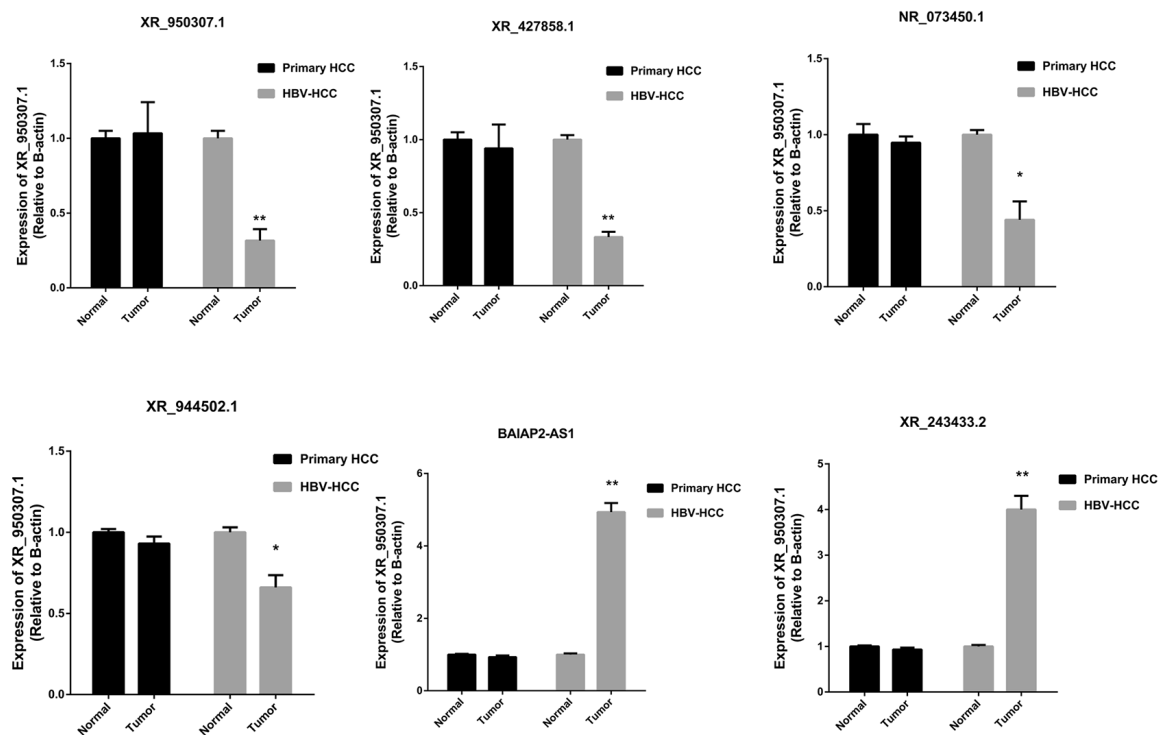 XR_950307.1
Expression of XR_950307.1
(Relative to B-actin)
1.5
1.0
0.5
0.0
Normal
Tumor
Normal
Tumor
**
Primary HCC
HBV-HCC
XR_427858.1
Expression of XR_950307.1
(Relative to B-actin)
1.5
1.0
0.5
0.0
Normal
Tumor
Normal
Tumor
**
Primary HCC
HBV-HCC
NR_073450.1
Expression of XR_950307.1
(Relative to B-actin)
1.5
1.0
0.5
0.0
Normal
Tumor
Normal
Tumor
*
Primary HCC
HBV-HCC
XR_944502.1
Expression of XR_950307.1
(Relative to B-actin)
1.5
1.0
0.5
0.0
Normal
Tumor
Normal
Tumor
*
Primary HCC
HBV-HCC
BAIAP2-AS1
Expression of XR_950307.1
(Relative to B-actin)
6
4
2
0
Normal
Tumor
Normal
Tumor
**
Primary HCC
HBV-HCC
XR_243433.2
Expression of XR_950307.1
(Relative to B-actin)
5
4
3
2
1
0
Normal
Tumor
Normal
Tumor
**
Primary HCC
HBV-HCC